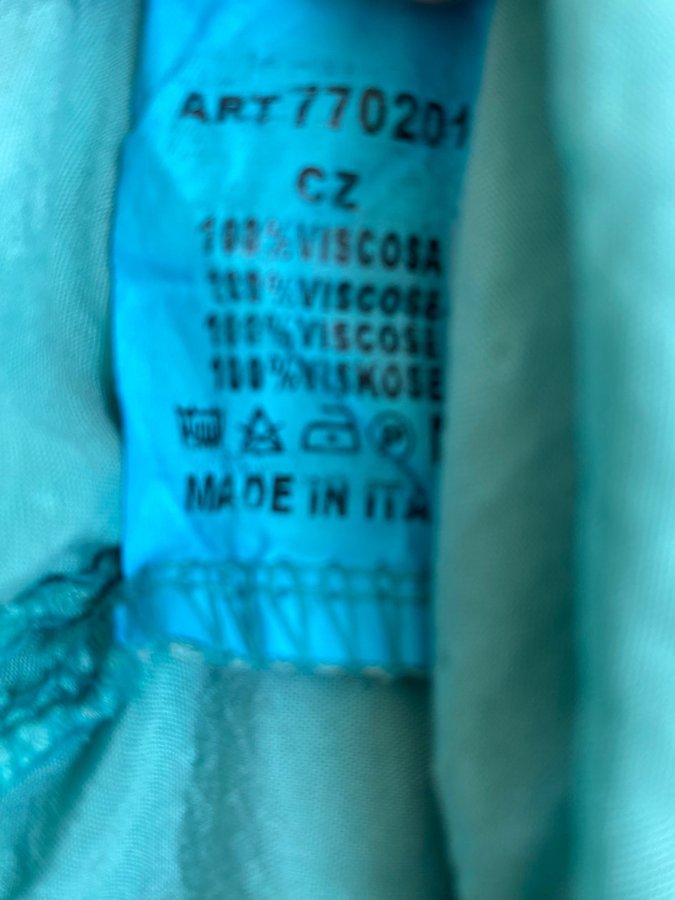 ART 770201
CZ
100% VISCOSA
100% VISCOSE
100% VISCOSE
100% VISKOSE
P
MADE IN ITA